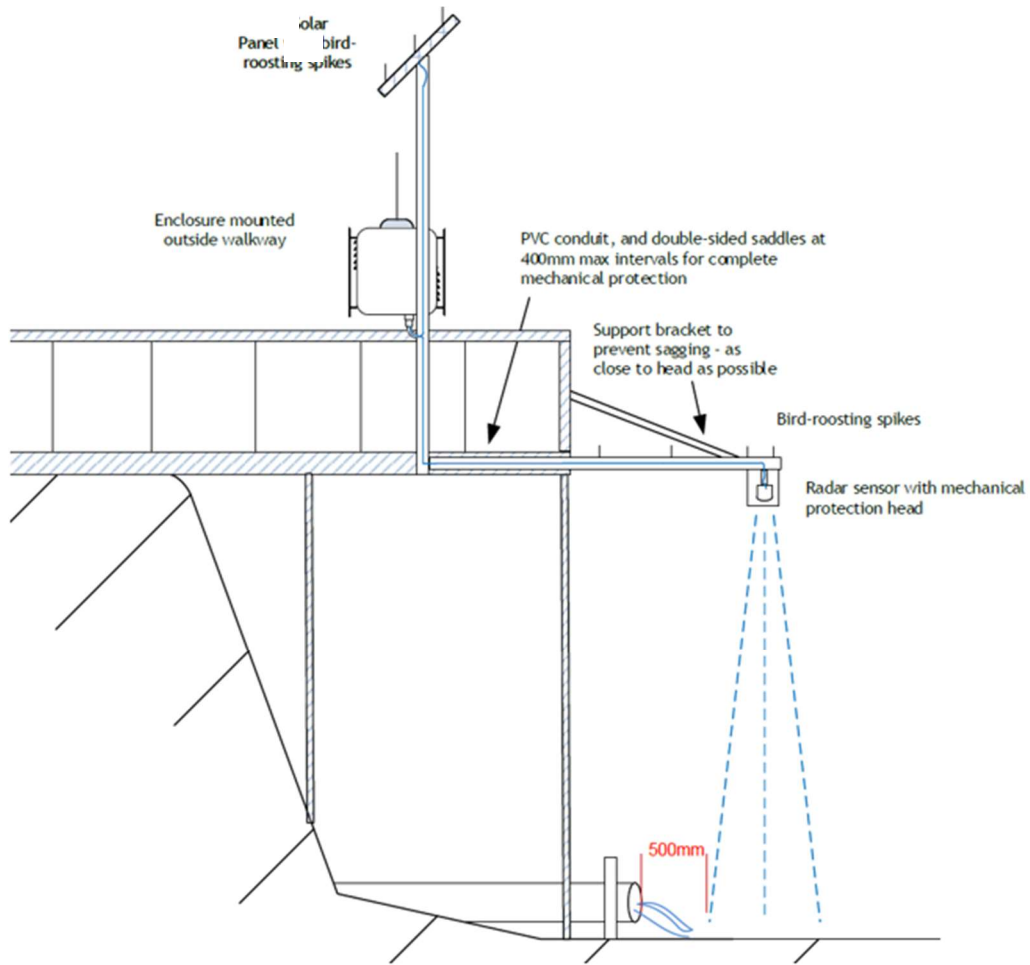 Panel bird-
roosting spikes
Enclosure mounted
outside walkway
PVC conduit, and double-sided saddles at
400mm max intervals for complete
mechanical protection
Support bracket to
prevent sagging - as
close to head as possible
Bird-roosting spikes
Radar sensor with mechanical
protection head
500mm